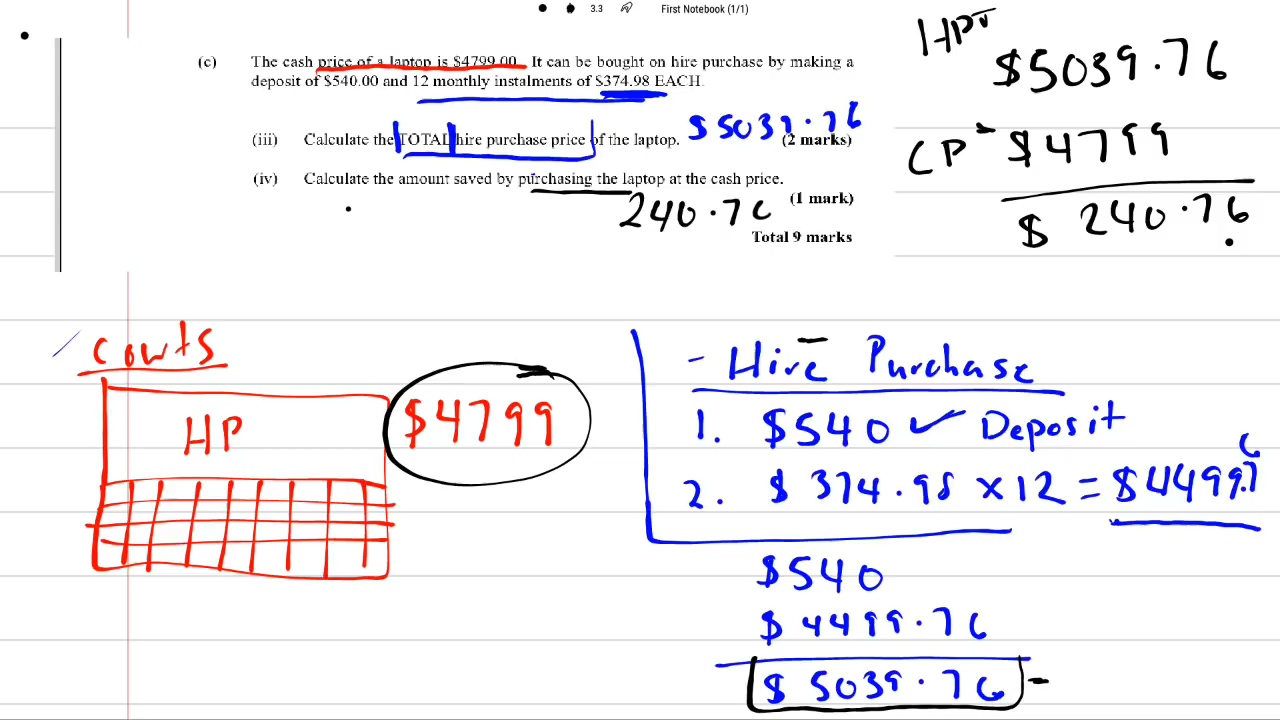 3.3 First Notebook (1/1)
(c) The cash price of a laptop is $4799.00. It can be bought on hire purchase by making a
deposit of $540.00 and 12 monthly instalments of $374.98 EACH.
(iii) Calculate the TOTAL hire purchase price of the laptop. $5039.76 (2 marks)
(iv) Calculate the amount saved by purchasing the laptop at the cash price.
(1 mark)
240.76
Total 9 marks
HP
$5039.76
CP $4799
$ 240.76
Courts
HP
$4799
- Hire Purchase
1. $540 ✓ Deposit
2. $ 374.98 × 12 = $4499.76
$540
$ 4499.76
$ 5039.76